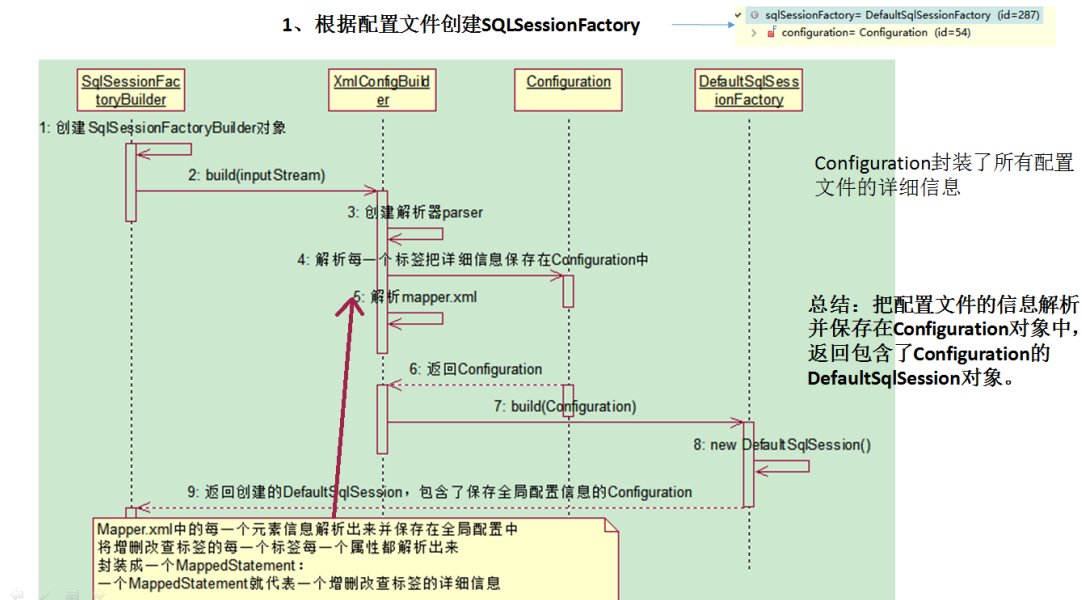 1、根据配置文件创建SQLSessionFactory
sqlSessionFactory= DefaultSqlSessionFactory (id=287)
configuration= Configuration (id=54)
SqlSessionFac
toryBuilder
XmlConfigBuild
er
Configuration
DefaultSqlSess
ionFactory
1: 创建SqlSessionFactoryBuilder对象
2: build(inputStream)
Configuration封装了所有配置
文件的详细信息
3: 创建解析器parser
4: 解析每一个标签把详细信息保存在Configuration中
5: 解析mapper.xml
总结：把配置文件的信息解析
并保存在Configuration对象中，
返回包含了Configuration的
DefaultSqlSession对象。
6: 返回Configuration
7: build(Configuration)
8: new DefaultSqlSession()
9: 返回创建的DefaultSqlSession，包含了保存全局配置信息的Configuration
Mapper.xml中的每一个元素信息解析出来并保存在全局配置中
将增删改查标签的每一个标签每一个属性都解析出来
封装成一个MappedStatement：
一个MappedStatement就代表一个增删改查标签的详细信息